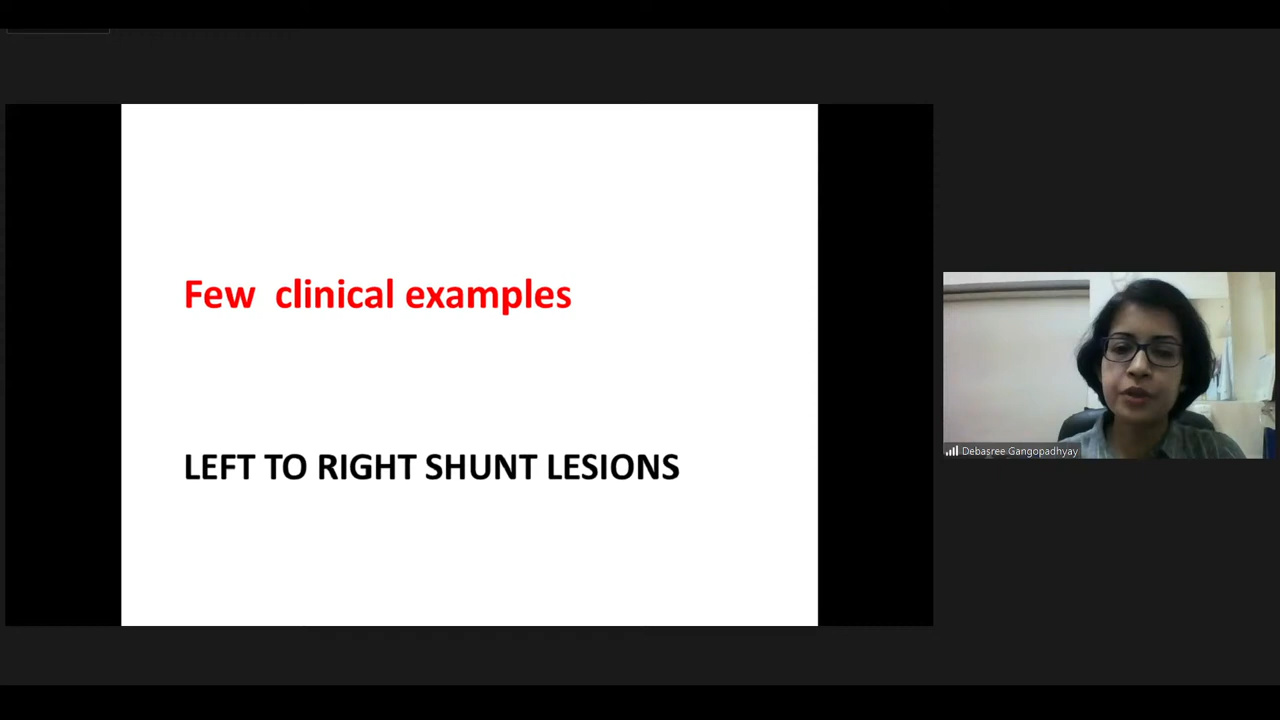 Few clinical examples
LEFT TO RIGHT SHUNT LESIONS
Debasree Gangopadhyay